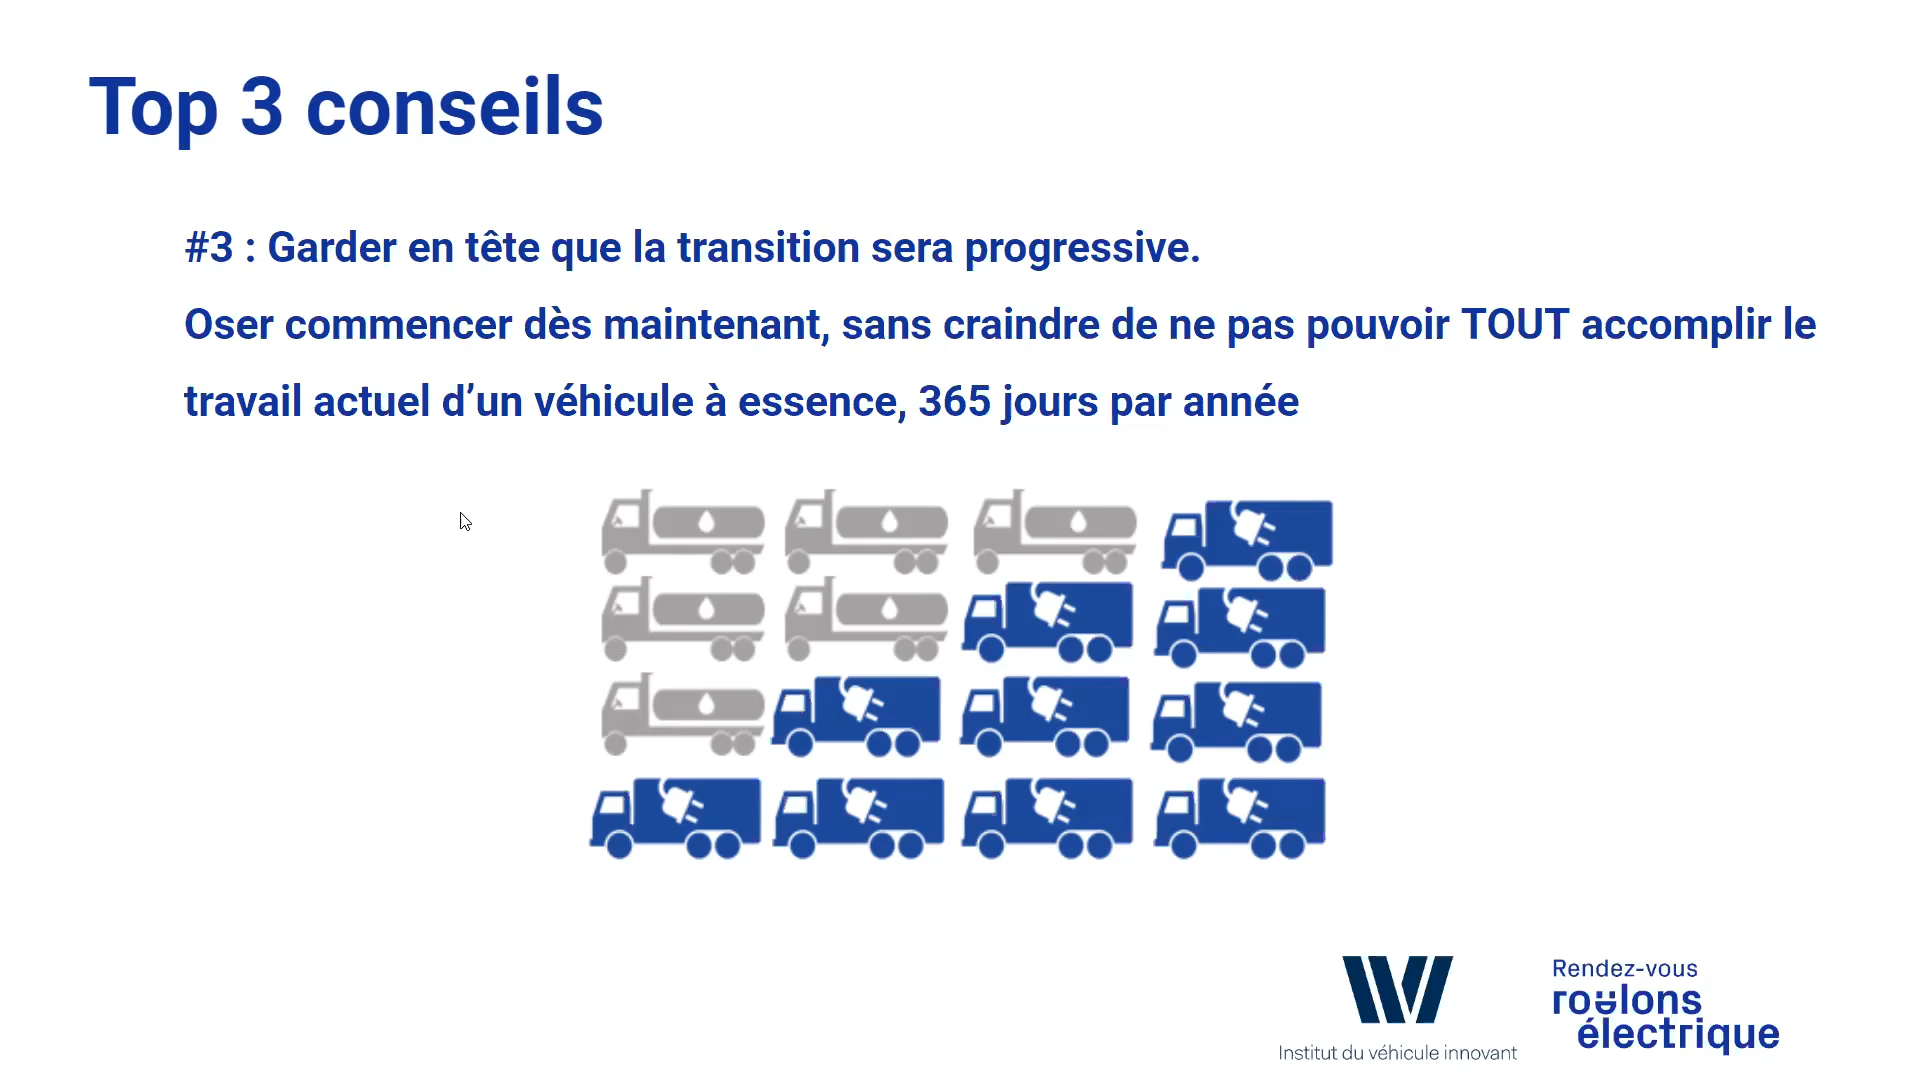 Top 3 conseils
#3 : Garder en tête que la transition sera progressive.
Oser commencer dès maintenant, sans craindre de ne pas pouvoir TOUT accomplir le
travail actuel d’un véhicule à essence, 365 jours par année
Institut du véhicule innovant
Rendez-vous
roulons
électrique